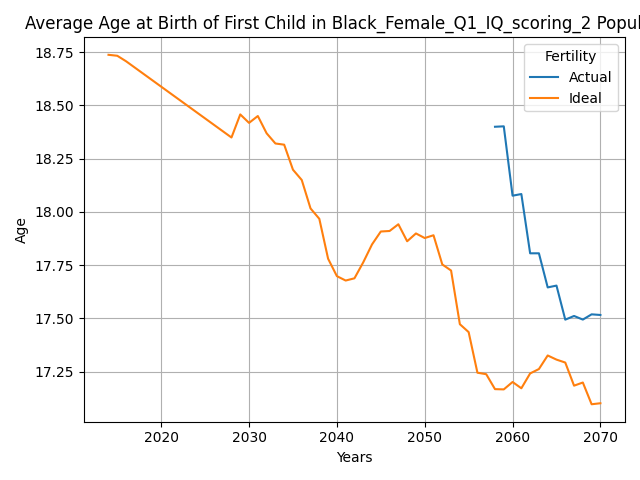 Average Age at Birth of First Child in Black_Female_Q1_IQ_scoring_2 Popul
18.75
18.50
18.25
18.00
17.75
17.50
17.25
Age
Fertility
Actual
Ideal
2020 2030 2040 2050 2060 2070
Years